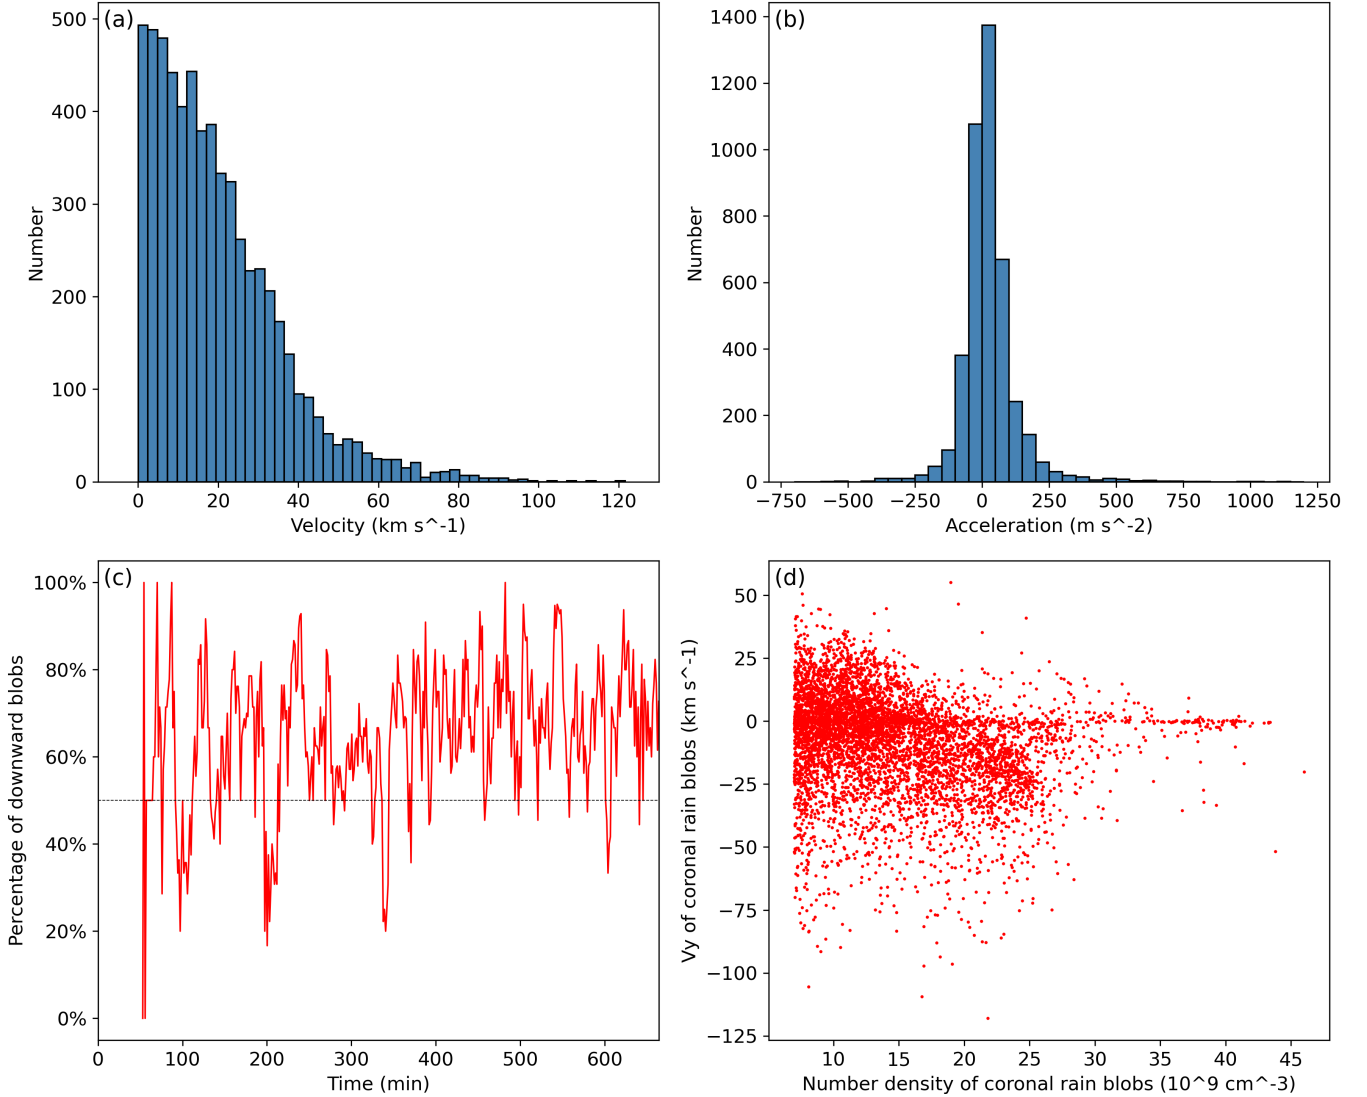 (a)
500
400
300
200
100
0
Number
0 20 40 60 80 100 120
Velocity (km s^-1)
(b)
1400
1200
1000
800
600
400
200
0
Number
−750 −500 −250 0 250 500 750 1000 1250
Acceleration (m s^-2)
(c)
100%
80%
60%
40%
20%
0%
Percentage of downward blobs
0 100 200 300 400 500 600
Time (min)
(d)
50
25
0
−25
−50
−75
−100
−125
Vy of coronal rain blobs (km s^-1)
10 15 20 25 30 35 40 45
Number density of coronal rain blobs (10^9 cm^-3)